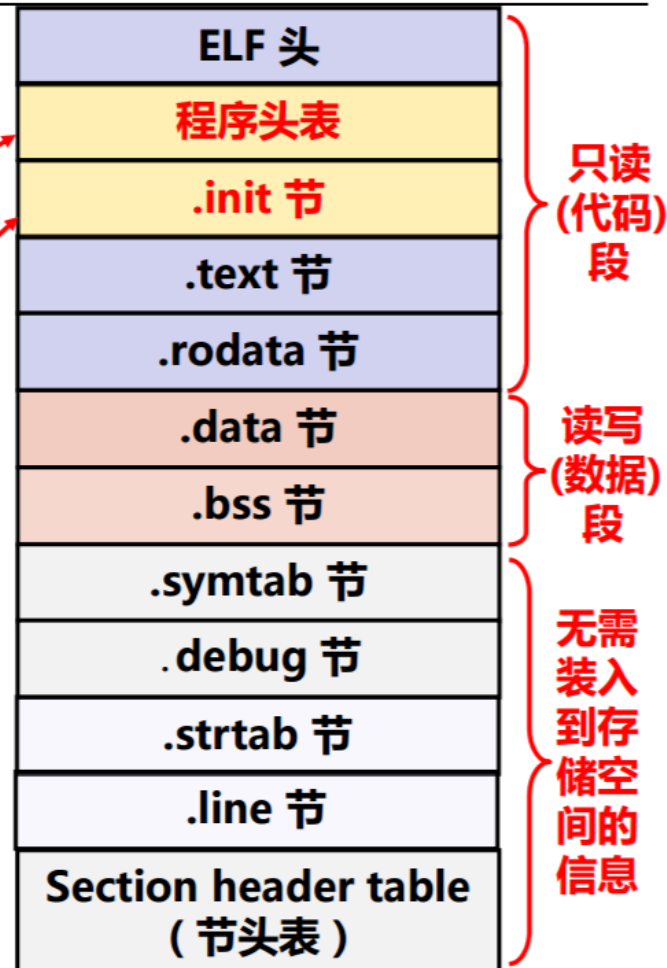 ELF 头
程序头表
.init 节
.text 节
.rodata 节
只读
(代码)
段
.data 节
.bss 节
读写
(数据)
段
.symtab 节
.debug 节
.strtab 节
.line 节
Section header table
(节头表)
无需
装入
到存
储空
间的
信息